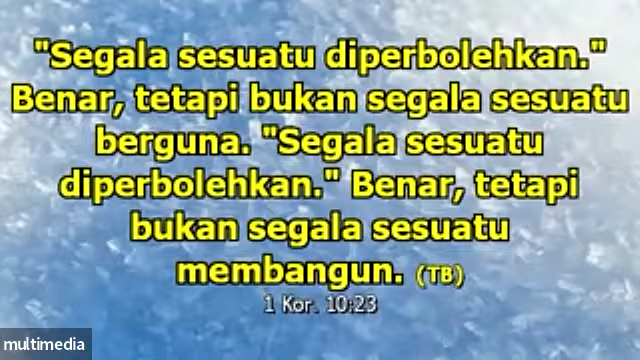 "Segala sesuatu diperbolehkan."
Benar, tetapi bukan segala sesuatu
berguna. "Segala sesuatu
diperbolehkan." Benar, tetapi
bukan segala sesuatu
membangun. (TB)
1 Kor. 10:23
multimedia